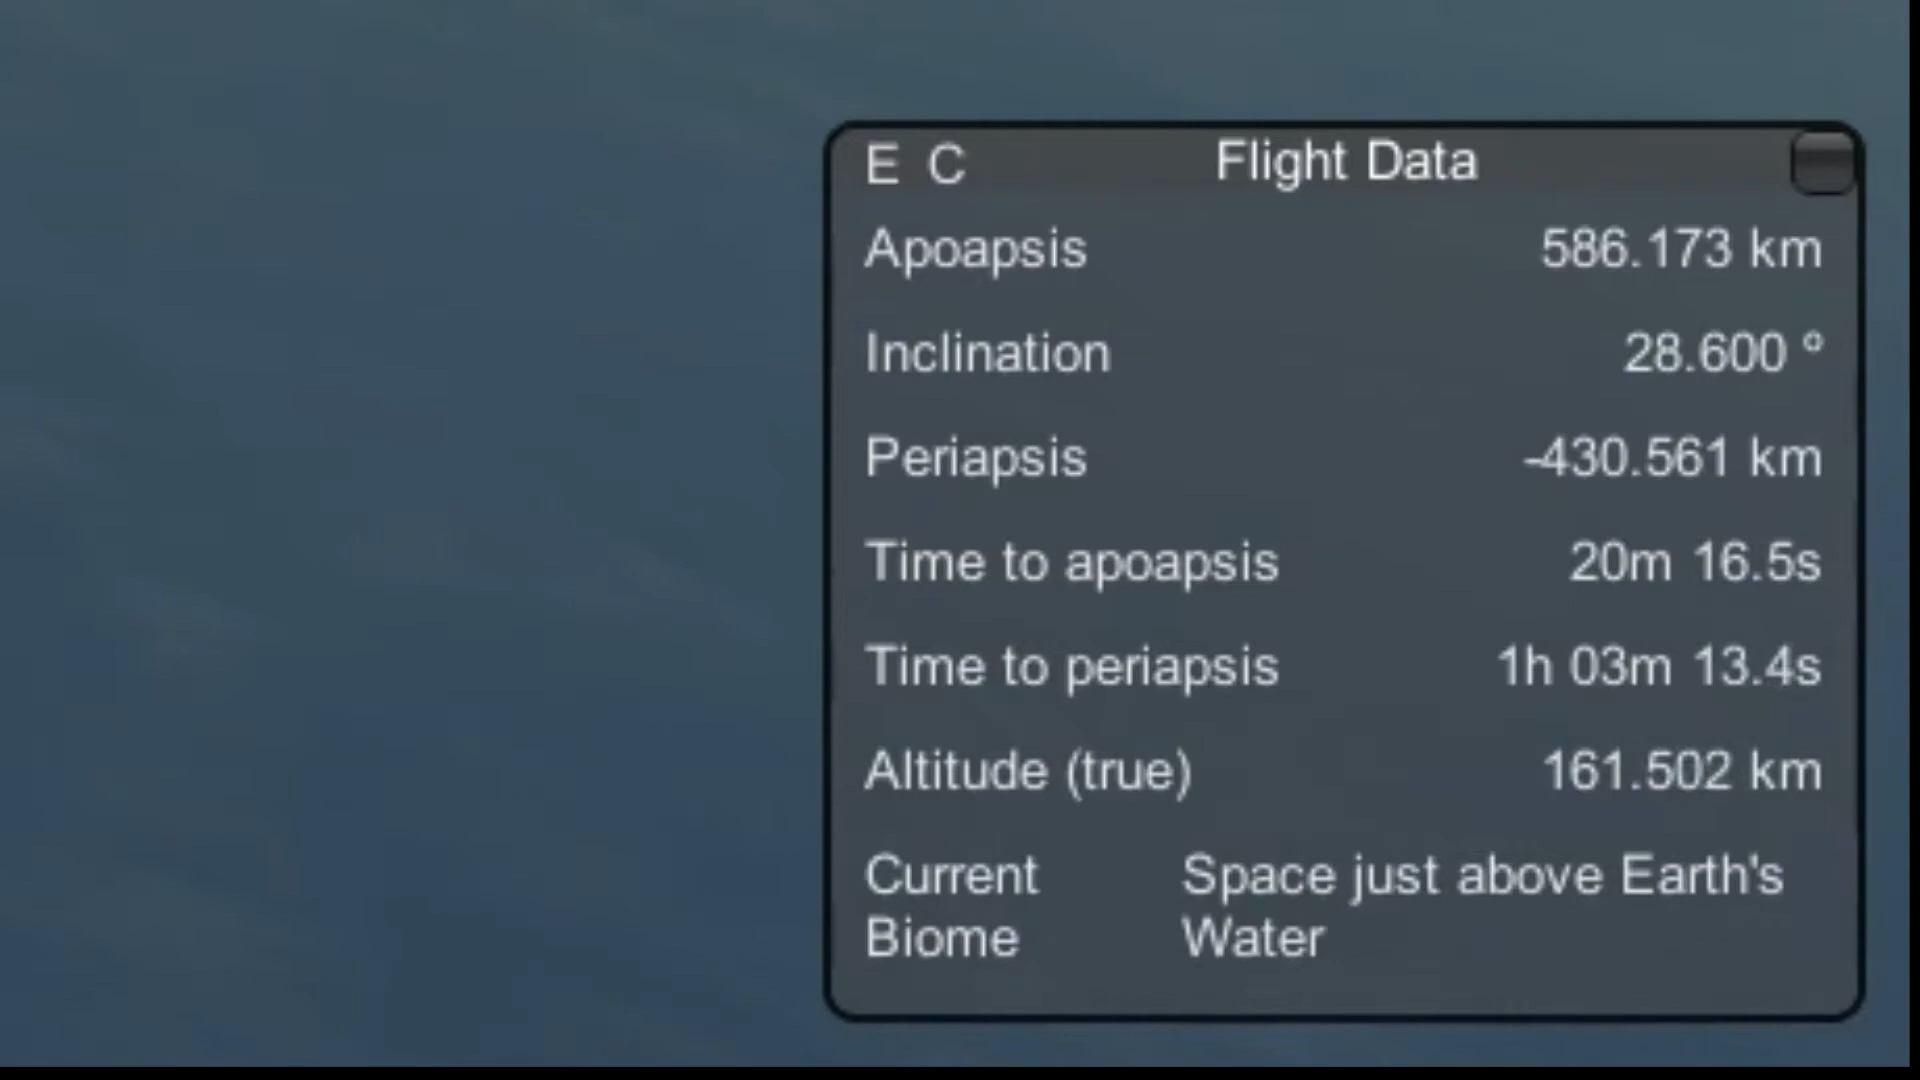 E C Flight Data
Apoapsis 586.173 km
Inclination 28.600 °
Periapsis -430.561 km
Time to apoapsis 20m 16.5s
Time to periapsis 1h 03m 13.4s
Altitude (true) 161.502 km
Current Space just above Earth's
Biome Water